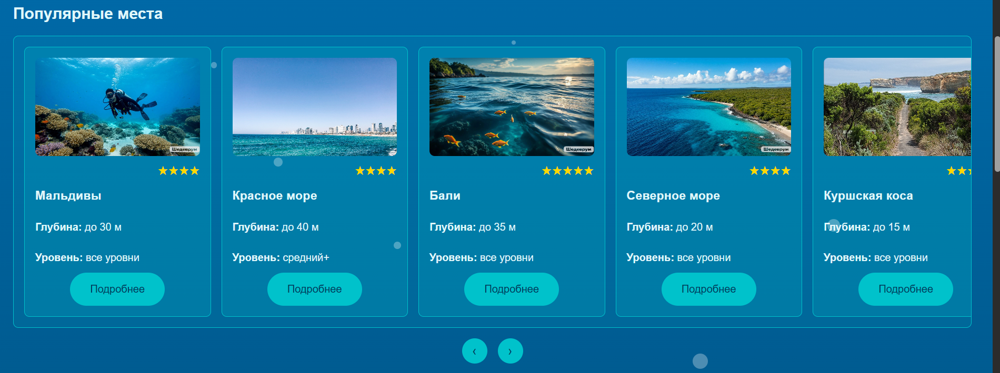 Популярные места
Шедеврум
Шедеврум
Шедеврум
★★★★
★★★★
★★★★★
★★★★
★★★
Мальдивы
Красное море
Бали
Северное море
Куршская коса
Глубина: до 30 м
Глубина: до 40 м
Глубина: до 35 м
Глубина: до 20 м
Глубина: до 15 м
Уровень: все уровни
Уровень: средний+
Уровень: все уровни
Уровень: все уровни
Уровень: все уровни
Подробнее
Подробнее
Подробнее
Подробнее
Подробнее
‹
›